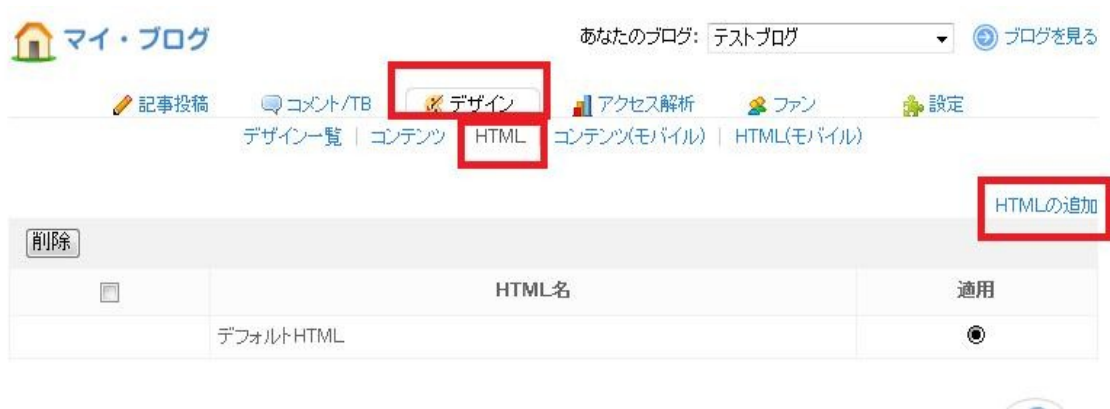 マイ・ブログ
あなたのブログ: テストブログ ブログを見る
記事投稿 コメント/TB デザイン アクセス解析 ファン 設定
デザイン一覧 | コンテンツ HTML コンテンツ(モバイル) | HTML(モバイル)
HTMLの追加
削除
HTML名 適用
デフォルトHTML